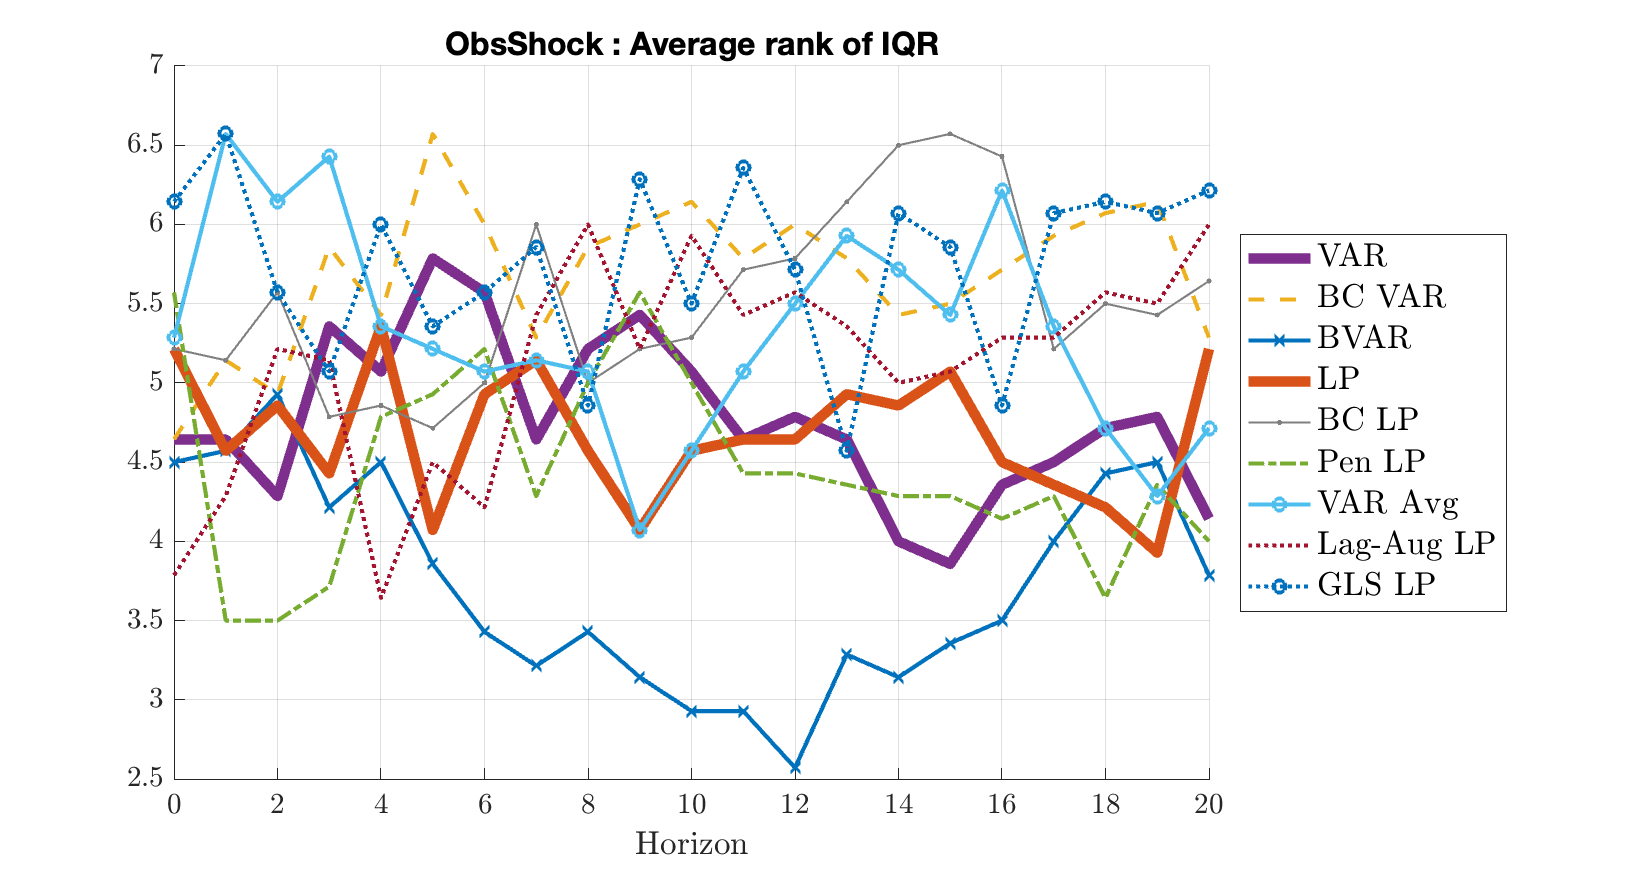 ObsShock : Average rank of IQR
7
6.5
6
5.5
5
4.5
4
3.5
3
2.5
0 2 4 6 8 10 12 14 16 18 20
Horizon
VAR
BC VAR
BVAR
LP
BC LP
Pen LP
VAR Avg
Lag-Aug LP
GLS LP